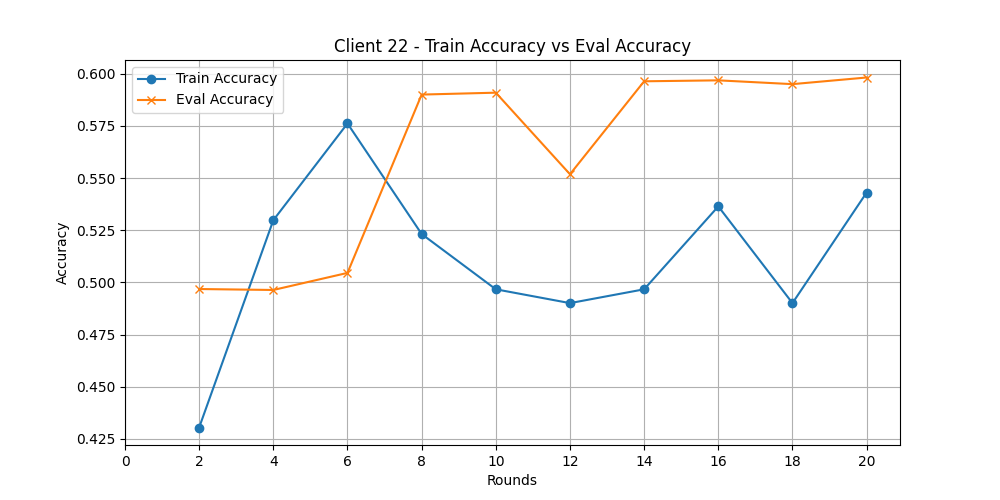 Client 22 - Train Accuracy vs Eval Accuracy
Train Accuracy
Eval Accuracy
0.600
0.575
0.550
0.525
0.500
0.475
0.450
0.425
Accuracy
0 2 4 6 8 10 12 14 16 18 20
Rounds